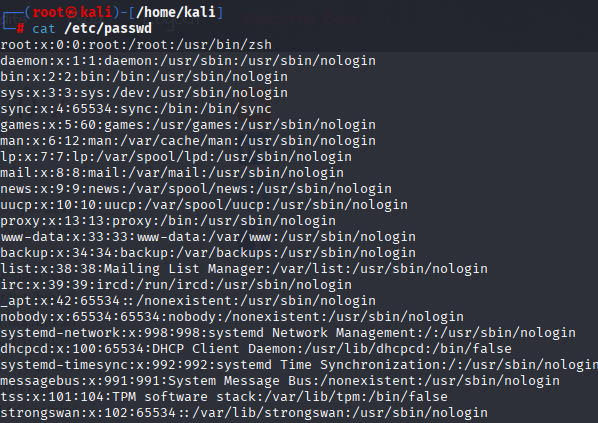 ┌──(root㉿kali)-[/home/kali]
└─# cat /etc/passwd
root:x:0:0:root:/root:/usr/bin/zsh
daemon:x:1:1:daemon:/usr/sbin:/usr/sbin/nologin
bin:x:2:2:bin:/bin:/usr/sbin/nologin
sys:x:3:3:sys:/dev:/usr/sbin/nologin
sync:x:4:65534:sync:/bin:/bin/sync
games:x:5:60:games:/usr/games:/usr/sbin/nologin
man:x:6:12:man:/var/cache/man:/usr/sbin/nologin
lp:x:7:7:lp:/var/spool/lpd:/usr/sbin/nologin
mail:x:8:8:mail:/var/mail:/usr/sbin/nologin
news:x:9:9:news:/var/spool/news:/usr/sbin/nologin
uucp:x:10:10:uucp:/var/spool/uucp:/usr/sbin/nologin
proxy:x:13:13:proxy:/bin:/usr/sbin/nologin
www-data:x:33:33:www-data:/var/www:/usr/sbin/nologin
backup:x:34:34:backup:/var/backups:/usr/sbin/nologin
list:x:38:38:Mailing List Manager:/var/list:/usr/sbin/nologin
irc:x:39:39:ircd:/run/ircd:/usr/sbin/nologin
_apt:x:42:65534::/nonexistent:/usr/sbin/nologin
nobody:x:65534:65534:nobody:/nonexistent:/usr/sbin/nologin
systemd-network:x:998:998:systemd Network Management:/:/usr/sbin/nologin
dhcpcd:x:100:65534:DHCP Client Daemon:/usr/lib/dhcpcd:/bin/false
systemd-timesync:x:992:992:systemd Time Synchronization:/:/usr/sbin/nologin
messagebus:x:991:991:System Message Bus:/nonexistent:/usr/sbin/nologin
tss:x:101:104:TPM software stack:/var/lib/tpm:/bin/false
strongswan:x:102:65534::/var/lib/strongswan:/usr/sbin/nologin